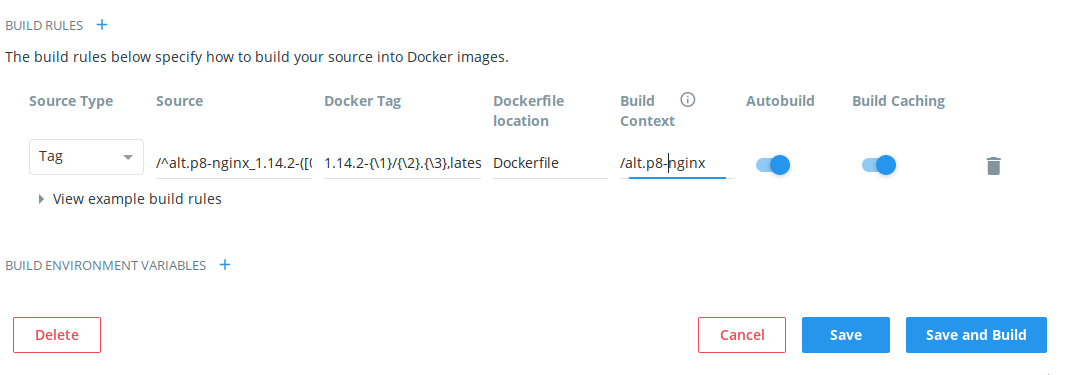 BUILD RULES +
The build rules below specify how to build your source into Docker images.
Source Type Source Docker Tag Dockerfile location Build Context Autobuild Build Caching
Tag /^alt.p8-nginx_1.14.2-([( 1.14.2-{\1}/{\2}.{\3},lates Dockerfile /alt.p8-nginx
View example build rules
BUILD ENVIRONMENT VARIABLES +
Delete Cancel Save Save and Build